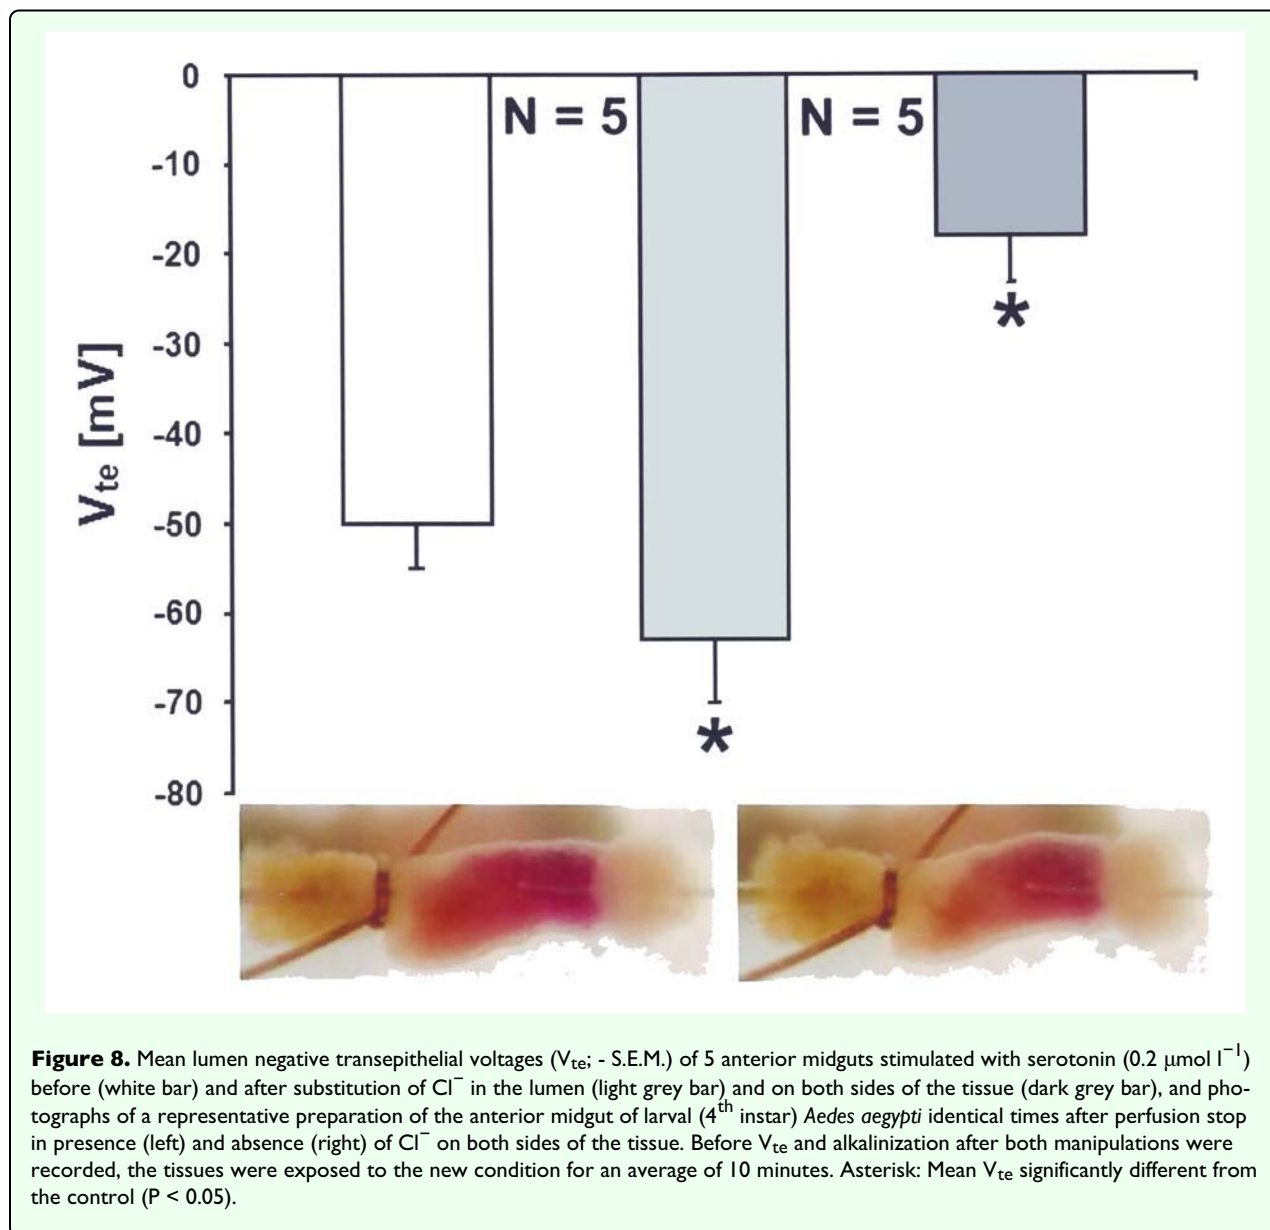 0
N = 5 N = 5
-10
-20
*
-30
-40
-50
-60
-70
*
-80
Vte [mV]
Figure 8. Mean lumen negative transepithelial voltages (Vte; - S.E.M.) of 5 anterior midguts stimulated with serotonin (0.2 μmol l−1)
before (white bar) and after substitution of Cl− in the lumen (light grey bar) and on both sides of the tissue (dark grey bar), and pho-
tographs of a representative preparation of the anterior midgut of larval (4th instar) Aedes aegypti identical times after perfusion stop
in presence (left) and absence (right) of Cl− on both sides of the tissue. Before Vte and alkalinization after both manipulations were
recorded, the tissues were exposed to the new condition for an average of 10 minutes. Asterisk: Mean Vte significantly different from
the control (P < 0.05).